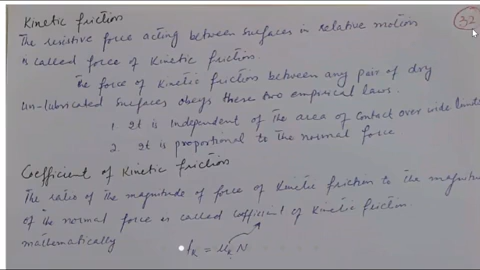 Kinetic friction
32
The resistive force acting between surfaces in relative motion
is called force of Kinetic friction.
The force of Kinetic friction between any pair of dry
un-lubricated surfaces obeys these two empirical laws.
1. It is independent of the area of contact over wide limits
2. It is proportional to the normal force
Coefficient of Kinetic friction
The ratio of the magnitude of force of Kinetic friction to the magnitu
of the normal force is called coefficient of Kinetic friction.
mathematically
fk = μk N